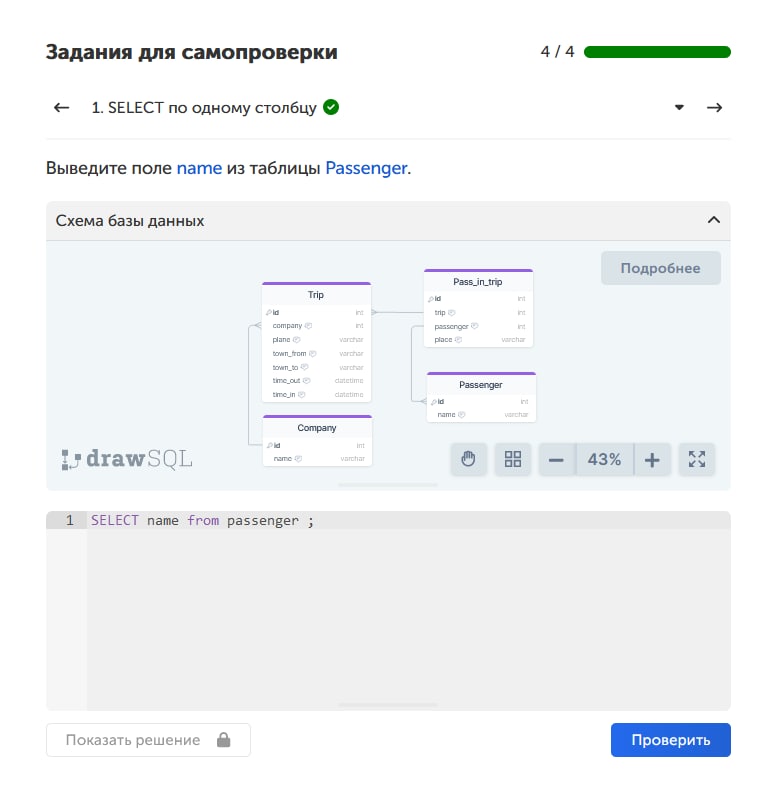 Задания для самопроверки
4 / 4
1. SELECT по одному столбцу
Выведите поле name из таблицы Passenger.
Схема базы данных
Подробнее
Trip
id int
company int
plane varchar
town_from varchar
town_to varchar
time_out datetime
time_in datetime
Pass_in_trip
id int
trip int
passenger int
place varchar
Passenger
id int
name varchar
Company
id int
name varchar
drawSQL
43%
1 SELECT name from passenger ;
Показать решение
Проверить